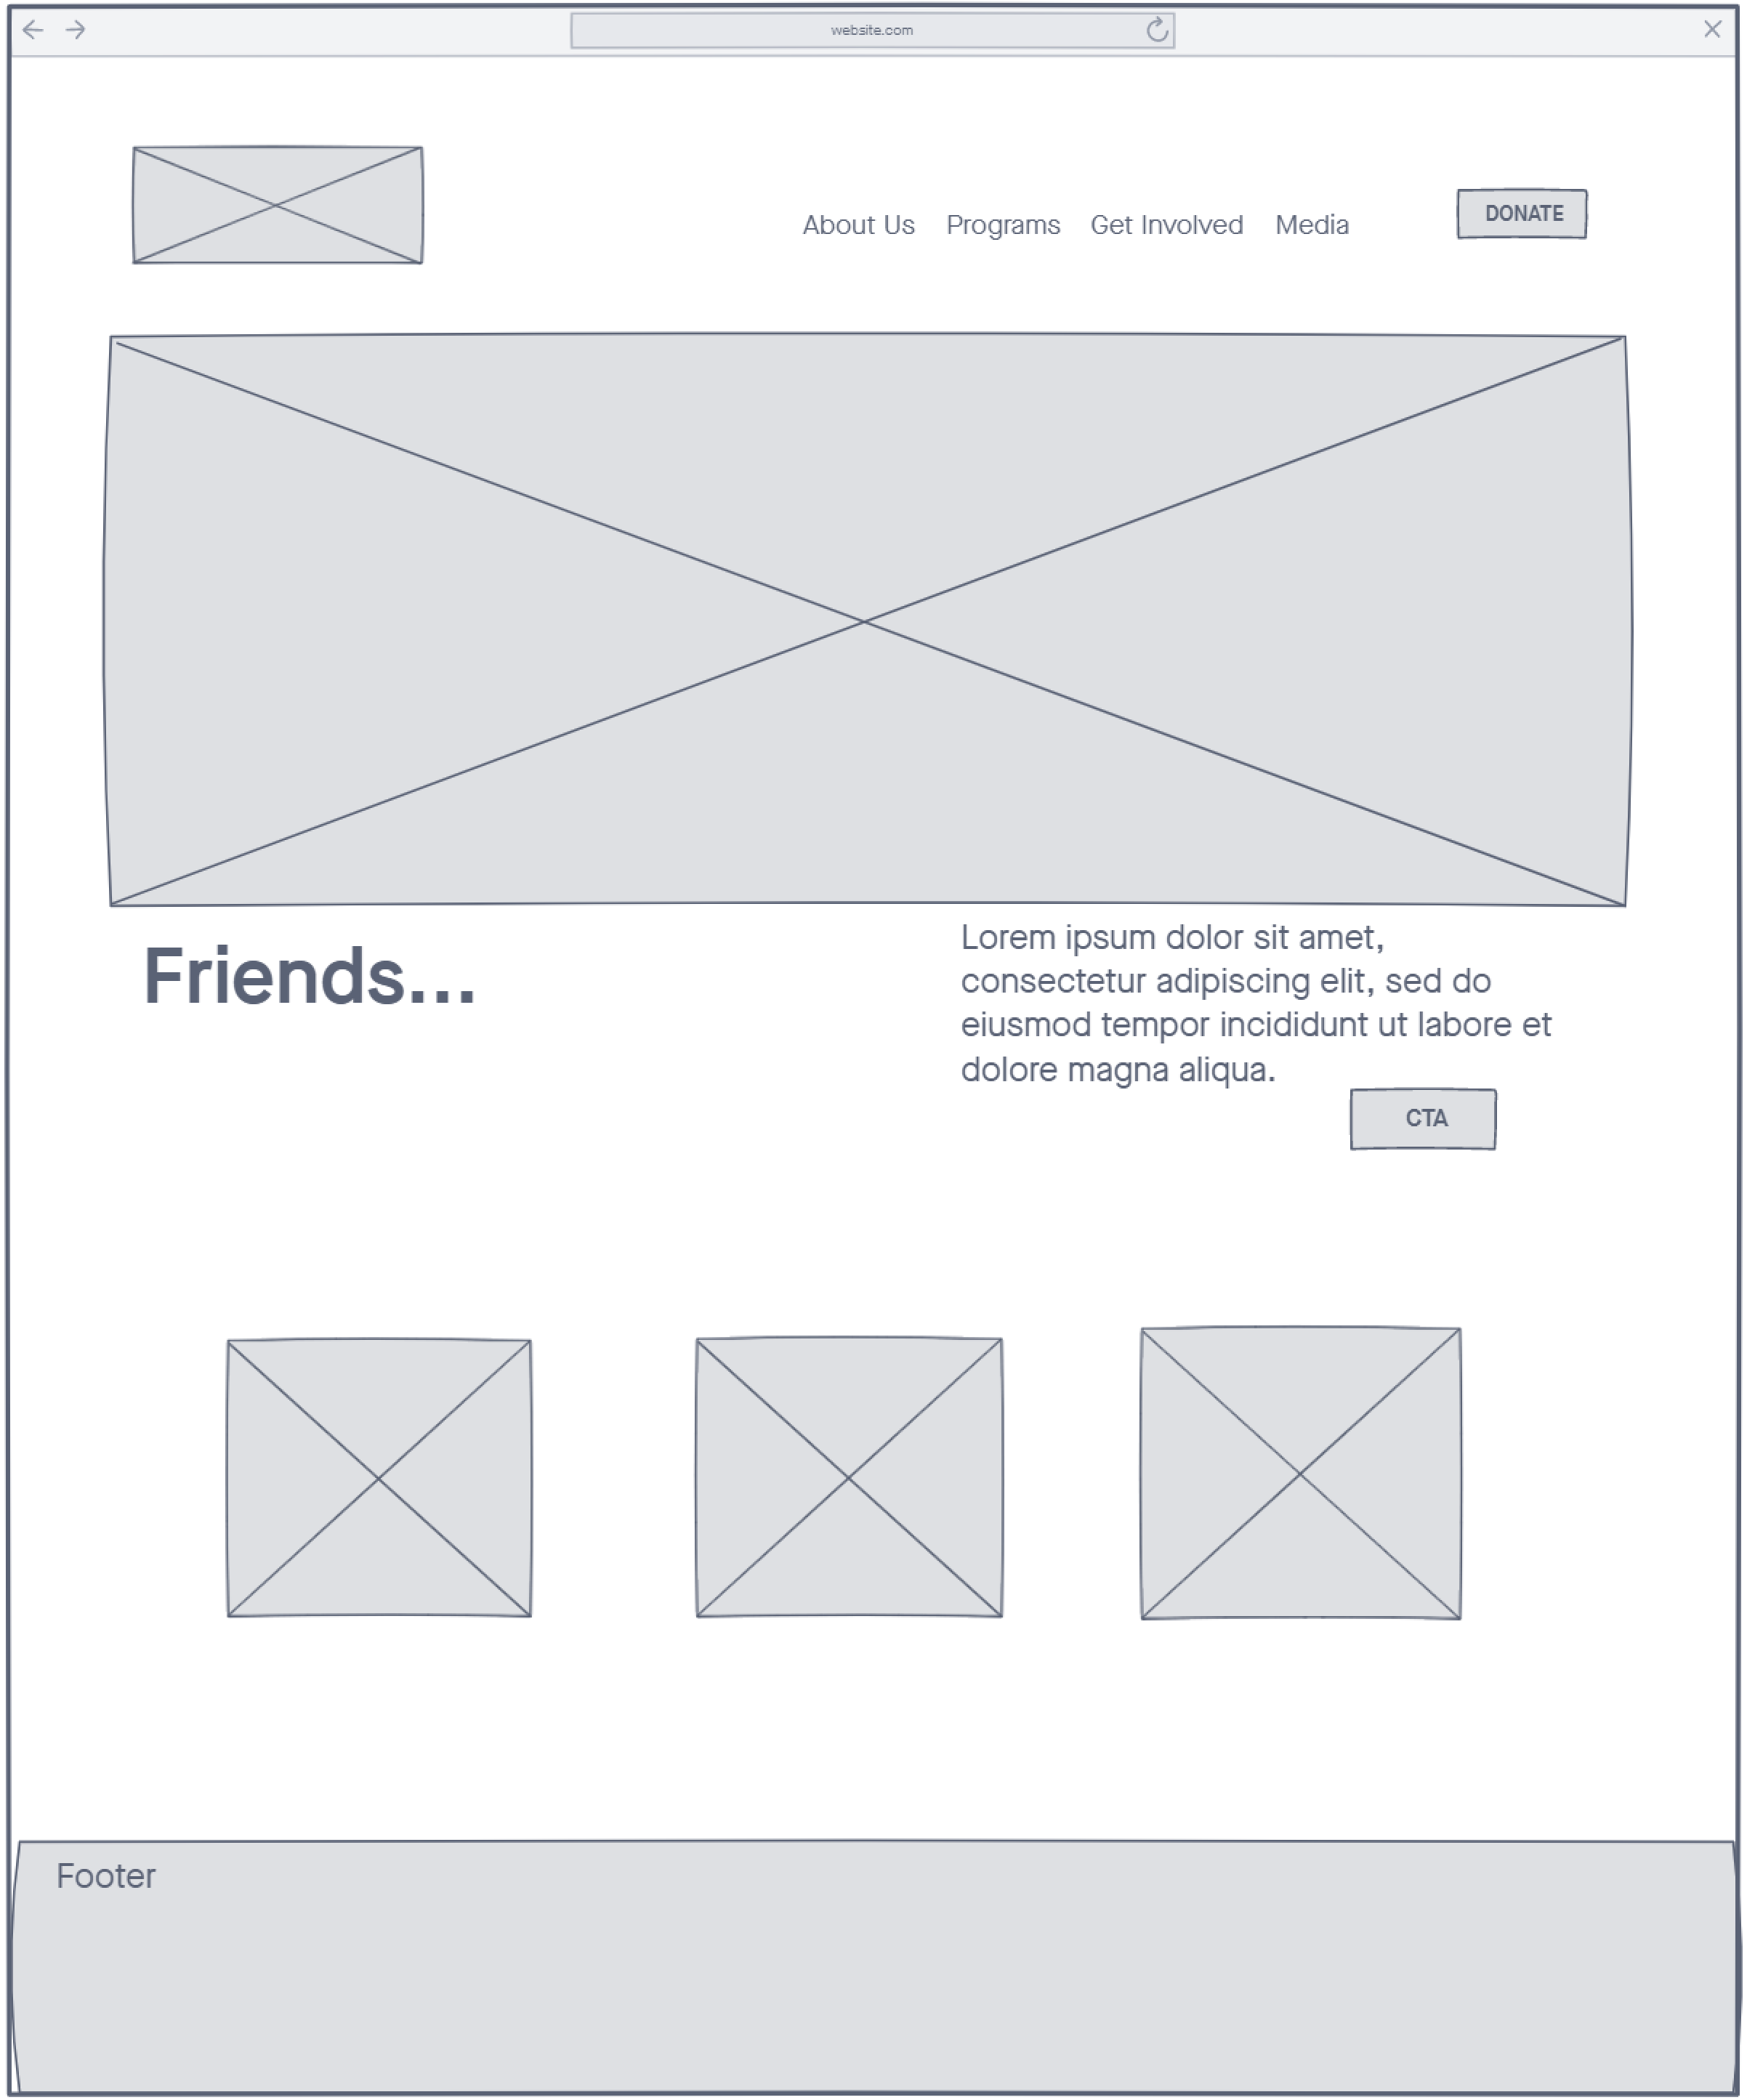 website.com
About Us Programs Get Involved Media
DONATE
Friends...
Lorem ipsum dolor sit amet,
consectetur adipiscing elit, sed do
eiusmod tempor incididunt ut labore et
dolore magna aliqua.
CTA
Footer